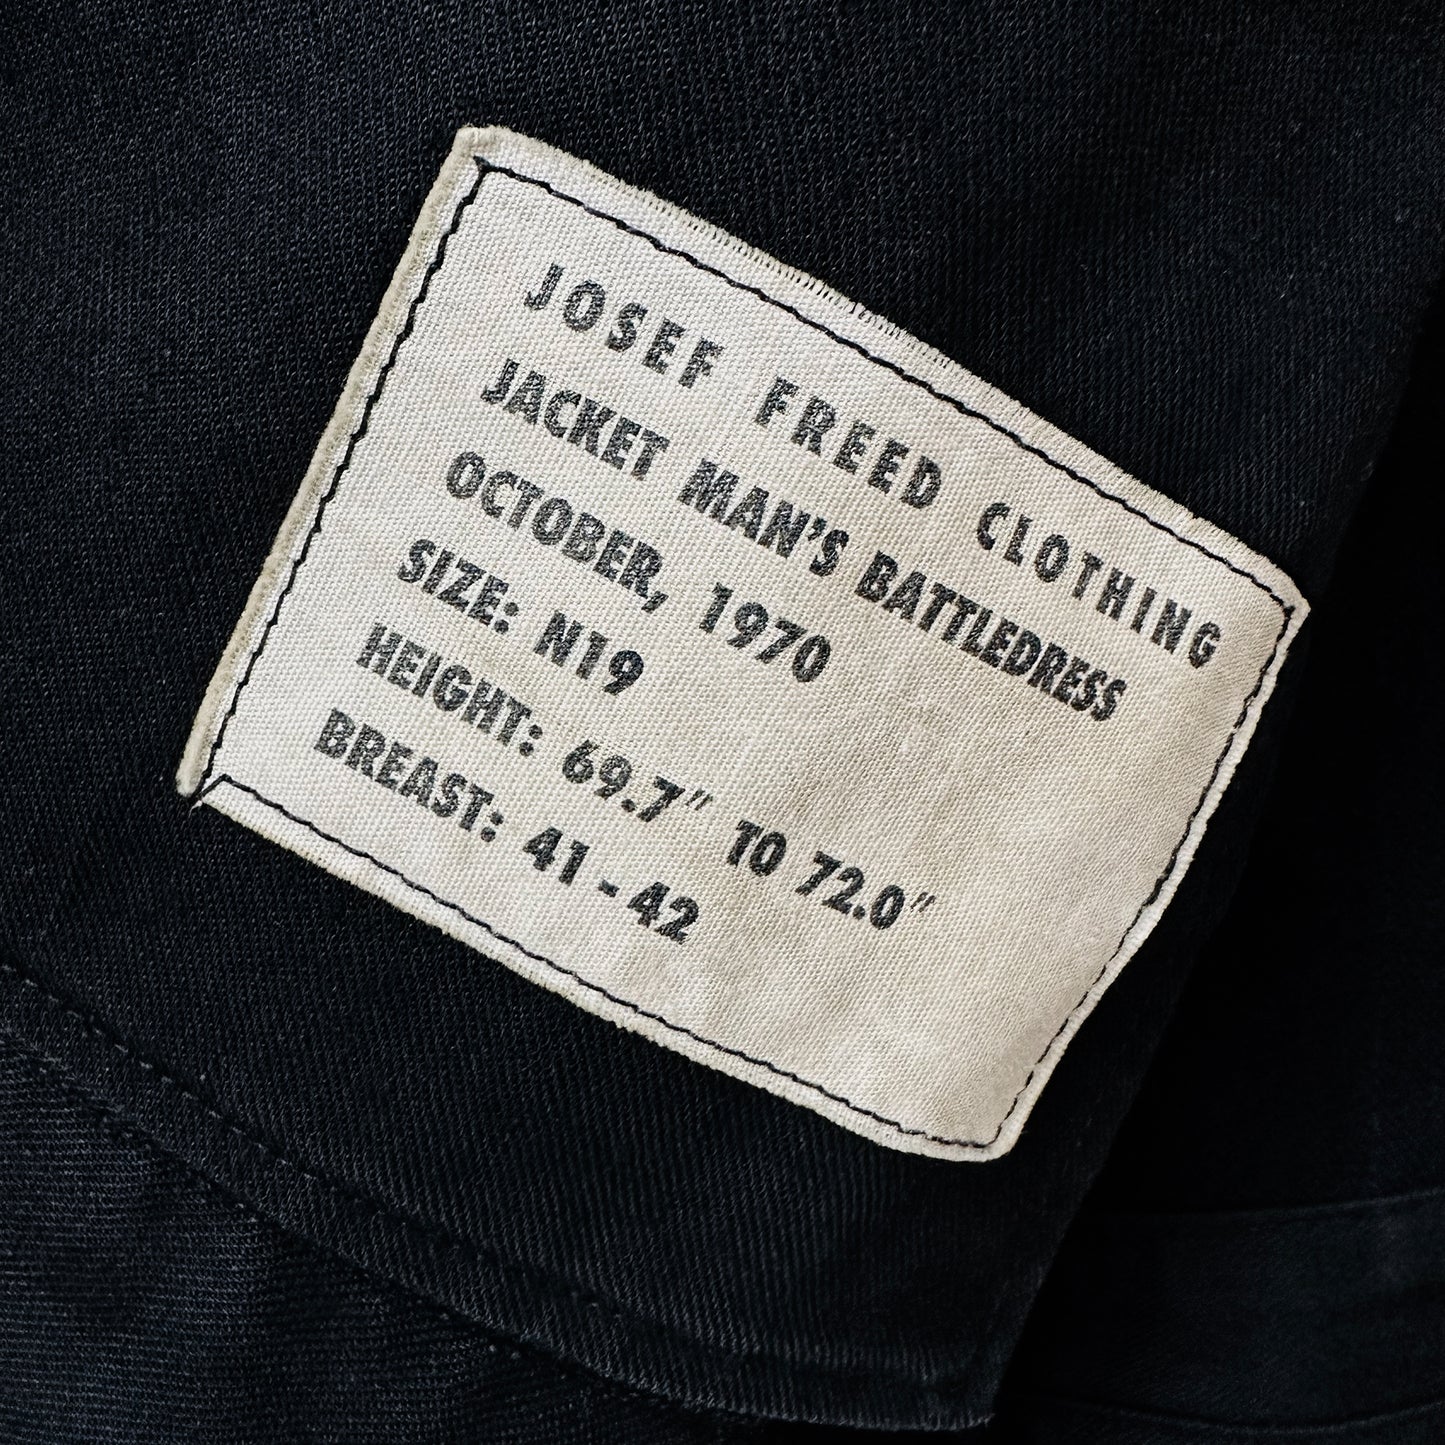 JOSEF FREED CLOTHING
JACKET MAN'S BATTLEDRESS
OCTOBER, 1970
SIZE: N19
HEIGHT: 69.7" TO 72.0"
BREAST: 41 - 42